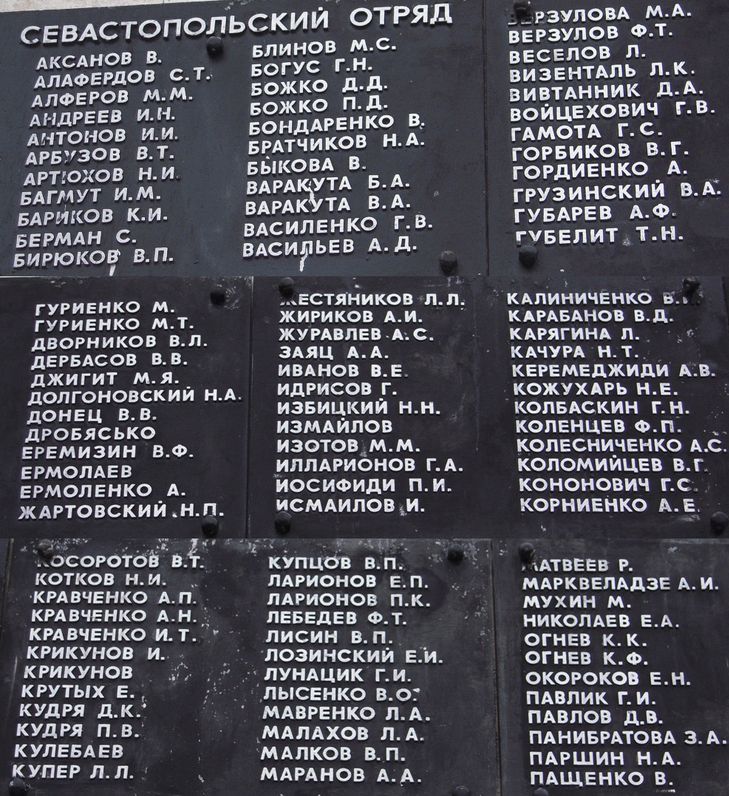 СЕВАСТОПОЛЬСКИЙ ОТРЯД
АКСАНОВ В.
АЛАФЕРДОВ С.Т.
АЛФЕРОВ М.М.
АНДРЕЕВ И.Н.
АНТОНОВ И.И.
АРБУЗОВ В.Т.
АРТЮХОВ Н.И.
БАГМУТ И.М.
БАРИКОВ К.И.
БЕРМАН С.
БИРЮКОВ В.П.
БЛИНОВ М.С.
БОГУС Г.Н.
БОЖКО Д.Д.
БОЖКО П.Д.
БОНДАРЕНКО В.
БРАТЧИКОВ Н.А.
БЫКОВА В.
ВАРАКУТА Б.А.
ВАРАКУТА В.А.
ВАСИЛЕНКО Г.В.
ВАСИЛЬЕВ А.Д.
ВЕРЗУЛОВА М.А.
ВЕРЗУЛОВ Ф.Т.
ВЕСЕЛОВ Л.
ВИЗЕНТАЛЬ Л.К.
ВИВТАННИК Д.А.
ВОЙЦЕХОВИЧ Г.В.
ГАМОТА Г.С.
ГОРБИКОВ В.Г.
ГОРДИЕНКО А.
ГРУЗИНСКИЙ В.А.
ГУБАРЕВ А.Ф.
ГУБЕЛИТ Т.Н.
ГУРИЕНКО М.
ГУРИЕНКО М.Т.
ДВОРНИКОВ В.Л.
ДЕРБАСОВ В.В.
ДЖИГИТ М.Я.
ДОЛГОНОВСКИЙ Н.А.
ДОНЕЦ В.В.
ДРОБЯСЬКО
ЕРЕМИЗИН В.Ф.
ЕРМОЛАЕВ
ЕРМОЛЕНКО А.
ЖАРТОВСКИЙ Н.П.
ЖЕСТЯНИКОВ Л.Л.
ЖИРИКОВ А.И.
ЖУРАВЛЕВ А.С.
ЗАЯЦ А.А.
ИВАНОВ В.Е.
ИДРИСОВ Г.
ИЗБИЦКИЙ Н.Н.
ИЗМАЙЛОВ
ИЗОТОВ М.М.
ИЛЛАРИОНОВ Г.А.
ИОСИФИДИ П.И.
ИСМАИЛОВ И.
КАЛИНИЧЕНКО
КАРАБАНОВ В.Д.
КАРЯГИНА Л.
КАЧУРА Н.Т.
КЕРЕМЕДЖИДИ А.В.
КОЖУХАРЬ Н.Е.
КОЛБАСКИН Г.Н.
КОЛЕНЦЕВ Ф.П.
КОЛЕСНИЧЕНКО А.С.
КОЛОМИЙЦЕВ В.Г.
КОНОНОВИЧ Г.С.
КОРНИЕНКО А.Е.
КОСОРОТОВ В.Т.
КОТКОВ Н.И.
КРАВЧЕНКО А.П.
КРАВЧЕНКО А.Н.
КРАВЧЕНКО И.Т.
КРИКУНОВ И.
КРИКУНОВ
КРУТЫХ Е.
КУДРЯ Д.К.
КУДРЯ П.В.
КУЛЕБАЕВ
КУПЕР Л.Л.
КУПЦОВ В.П.
ЛАРИОНОВ Е.П.
ЛАРИОНОВ П.К.
ЛЕБЕДЕВ Ф.Т.
ЛИСИН В.П.
ЛОЗИНСКИЙ Е.И.
ЛУНАЦИК Г.И.
ЛЫСЕНКО В.О.
МАВРЕНКО Л.А.
МАЛАХОВ Л.А.
МАЛКОВ В.П.
МАРАНОВ А.А.
МАТВЕЕВ Р.
МАРКВЕЛАДЗЕ А.И.
МУХИН М.
НИКОЛАЕВ Е.А.
ОГНЕВ К.К.
ОГНЕВ К.Ф.
ОКОРОКОВ Е.Н.
ПАВЛИК Г.И.
ПАВЛОВ Д.В.
ПАНИБРАТОВА З.А.
ПАРШИН Н.А.
ПАЩЕНКО В.